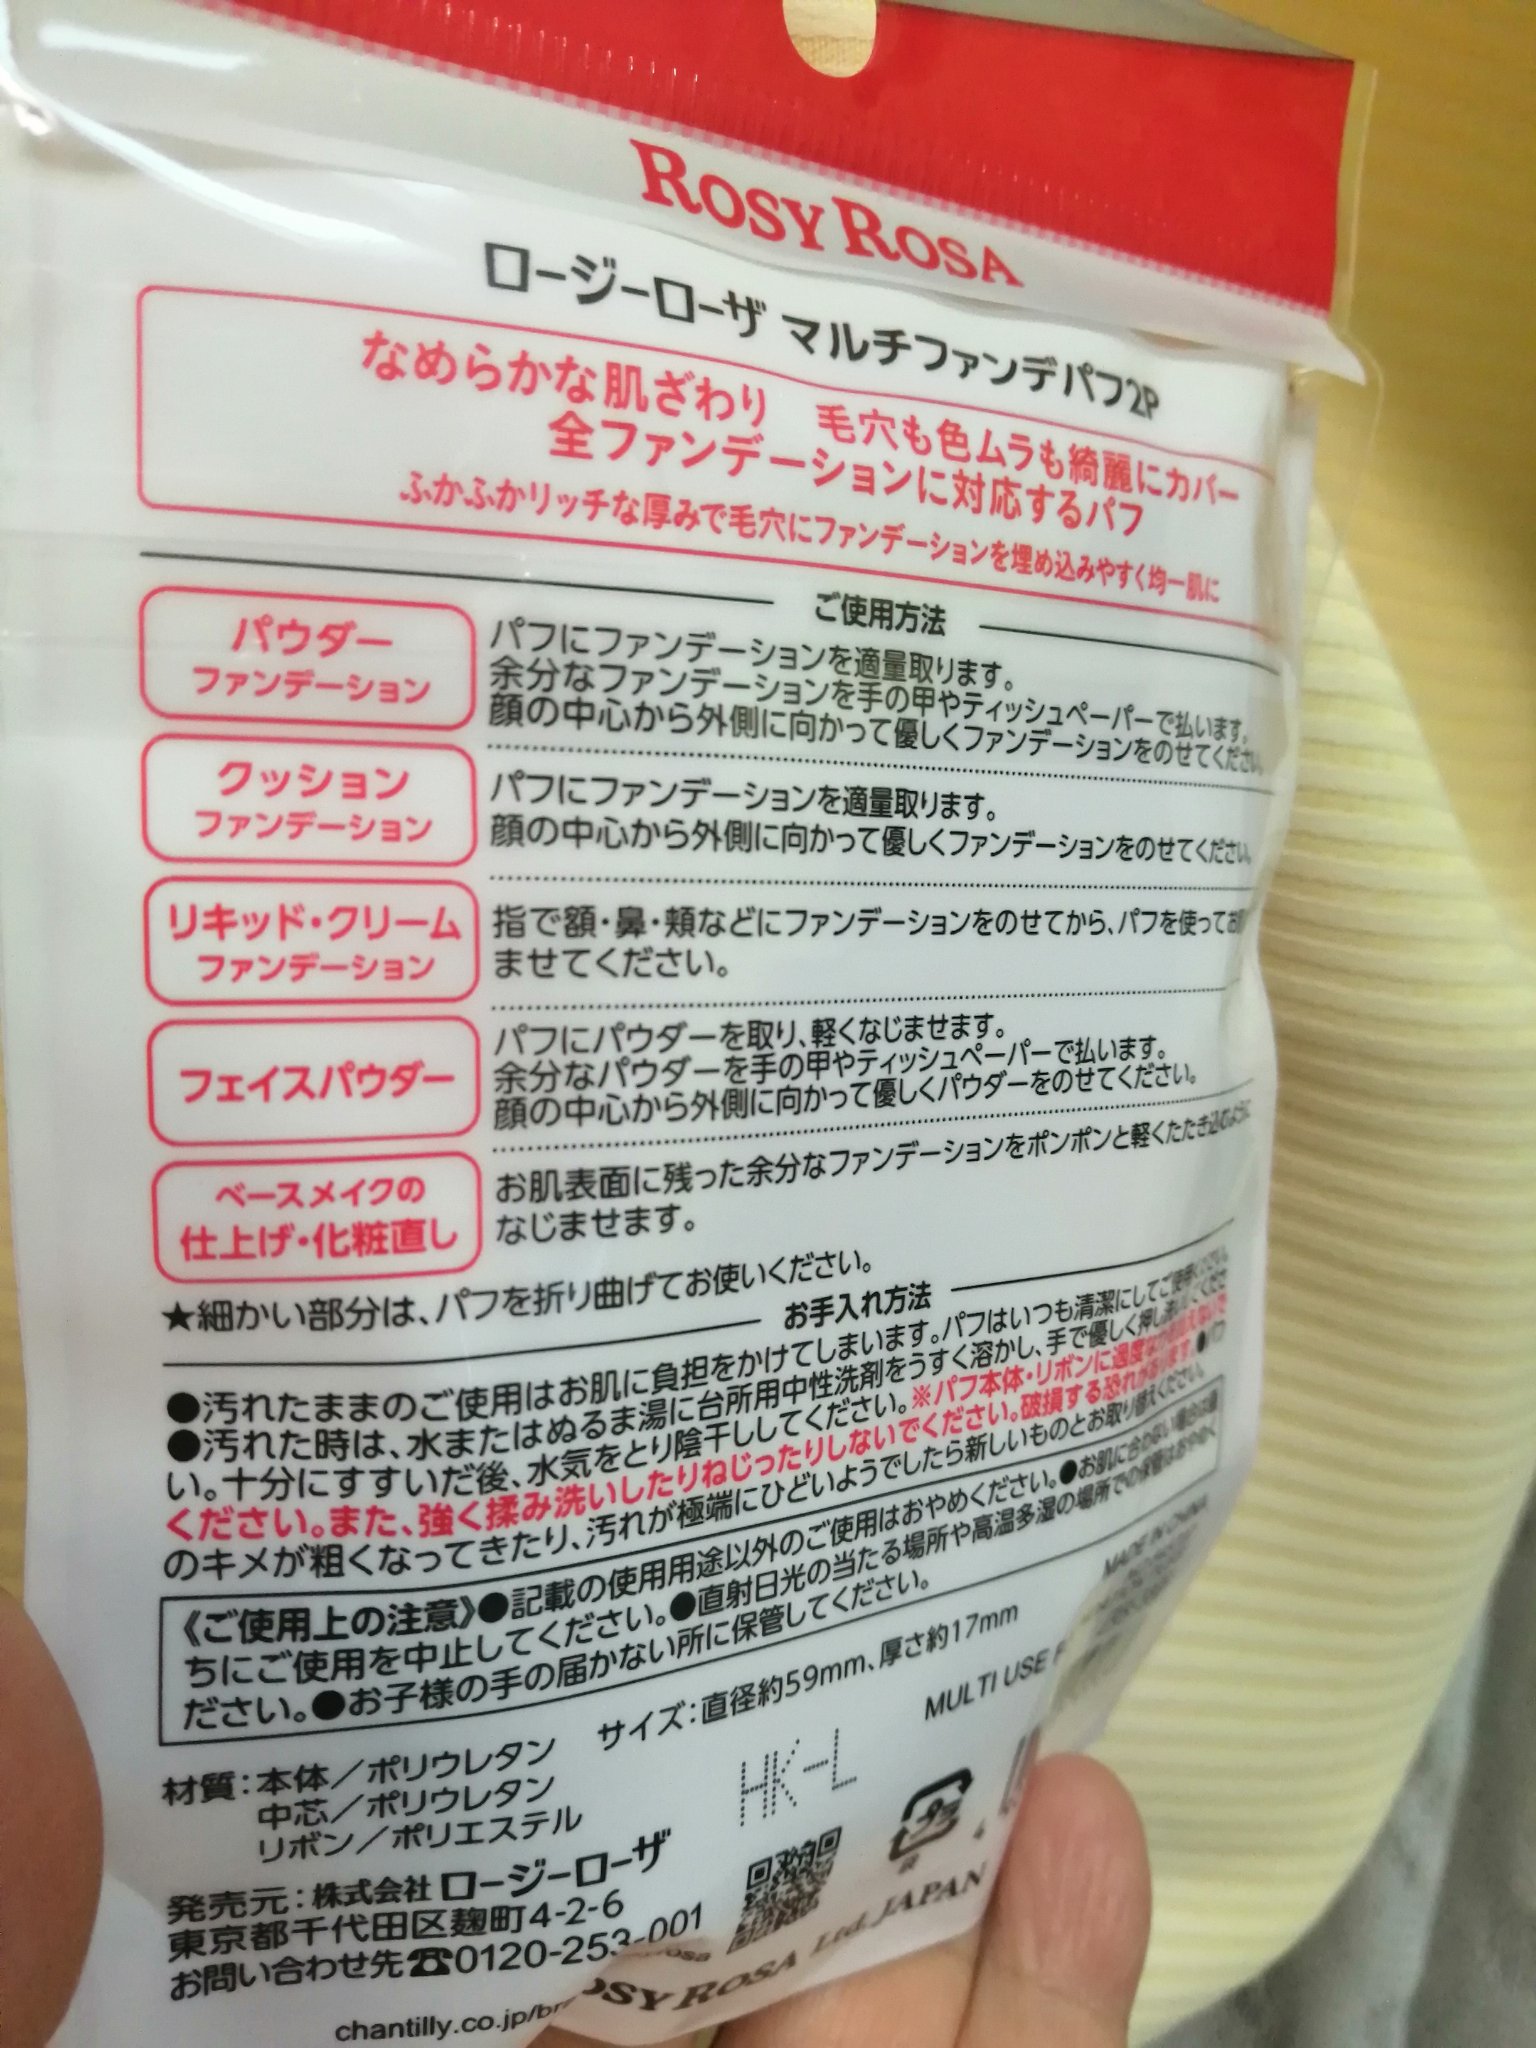 ROSY ROSA
ロージーローザ マルチファンデパフ2P
なめらかな肌ざわり 毛穴も色ムラも綺麗にカバー
全ファンデーションに対応するパフ
ふかふかリッチな厚みで毛穴にファンデーションを埋め込みやすく均一肌に
ご使用方法
パウダー
ファンデーション
パフにファンデーションを適量取ります。
余分なファンデーションを手の甲やティッシュペーパーで払います。
顔の中心から外側に向かって優しくファンデーションをのせてください。
クッション
ファンデーション
パフにファンデーションを適量取ります。
顔の中心から外側に向かって優しくファンデーションをのせてください。
リキッド・クリーム
ファンデーション
指で額・鼻・頬などにファンデーションをのせてから、パフを使ってお
ませてください。
フェイスパウダー
パフにパウダーを取り、軽くなじませます。
余分なパウダーを手の甲やティッシュペーパーで払います。
顔の中心から外側に向かって優しくパウダーをのせてください。
ベースメイクの
仕上げ・化粧直し
お肌表面に残った余分なファンデーションをポンポンと軽くたたき込むように
なじませます。
★細かい部分は、パフを折り曲げてお使いください。
お手入れ方法
●汚れたままのご使用はお肌に負担をかけてしまいます。パフはいつも清潔にしてご使用ください。
●汚れた時は、水またはぬるま湯に台所用中性洗剤をうすく溶かし、手で優しく押し洗いしてくださ
い。十分にすすいだ後、水気をとり陰干ししてください。※パフ本体・リボンに過度な力を加えないで
ください。また、強く揉み洗いしたりねじったりしないでください。破損する恐れがあります。●パフ
のキメが粗くなってきたり、汚れが極端にひどいようでしたら新しいものとお取り替えください。
《ご使用上の注意》●記載の使用用途以外のご使用はおやめください。●お肌に合わない場合は直
ちにご使用を中止してください。●直射日光の当たる場所や高温多湿の場所での保管はおやめく
ださい。●お子様の手の届かない所に保管してください。
材質：本体／ポリウレタン
中芯／ポリウレタン
リボン／ポリエステル
サイズ：直径約59mm、厚さ約17mm
MADE IN CHINA
MULTI USE
HK-L
発売元：株式会社 ロージーローザ
東京都千代田区麹町4-2-6
お問い合わせ先☎0120-253-001
chantilly.co.jp/br
OSY ROSA Ltd. JAPAN